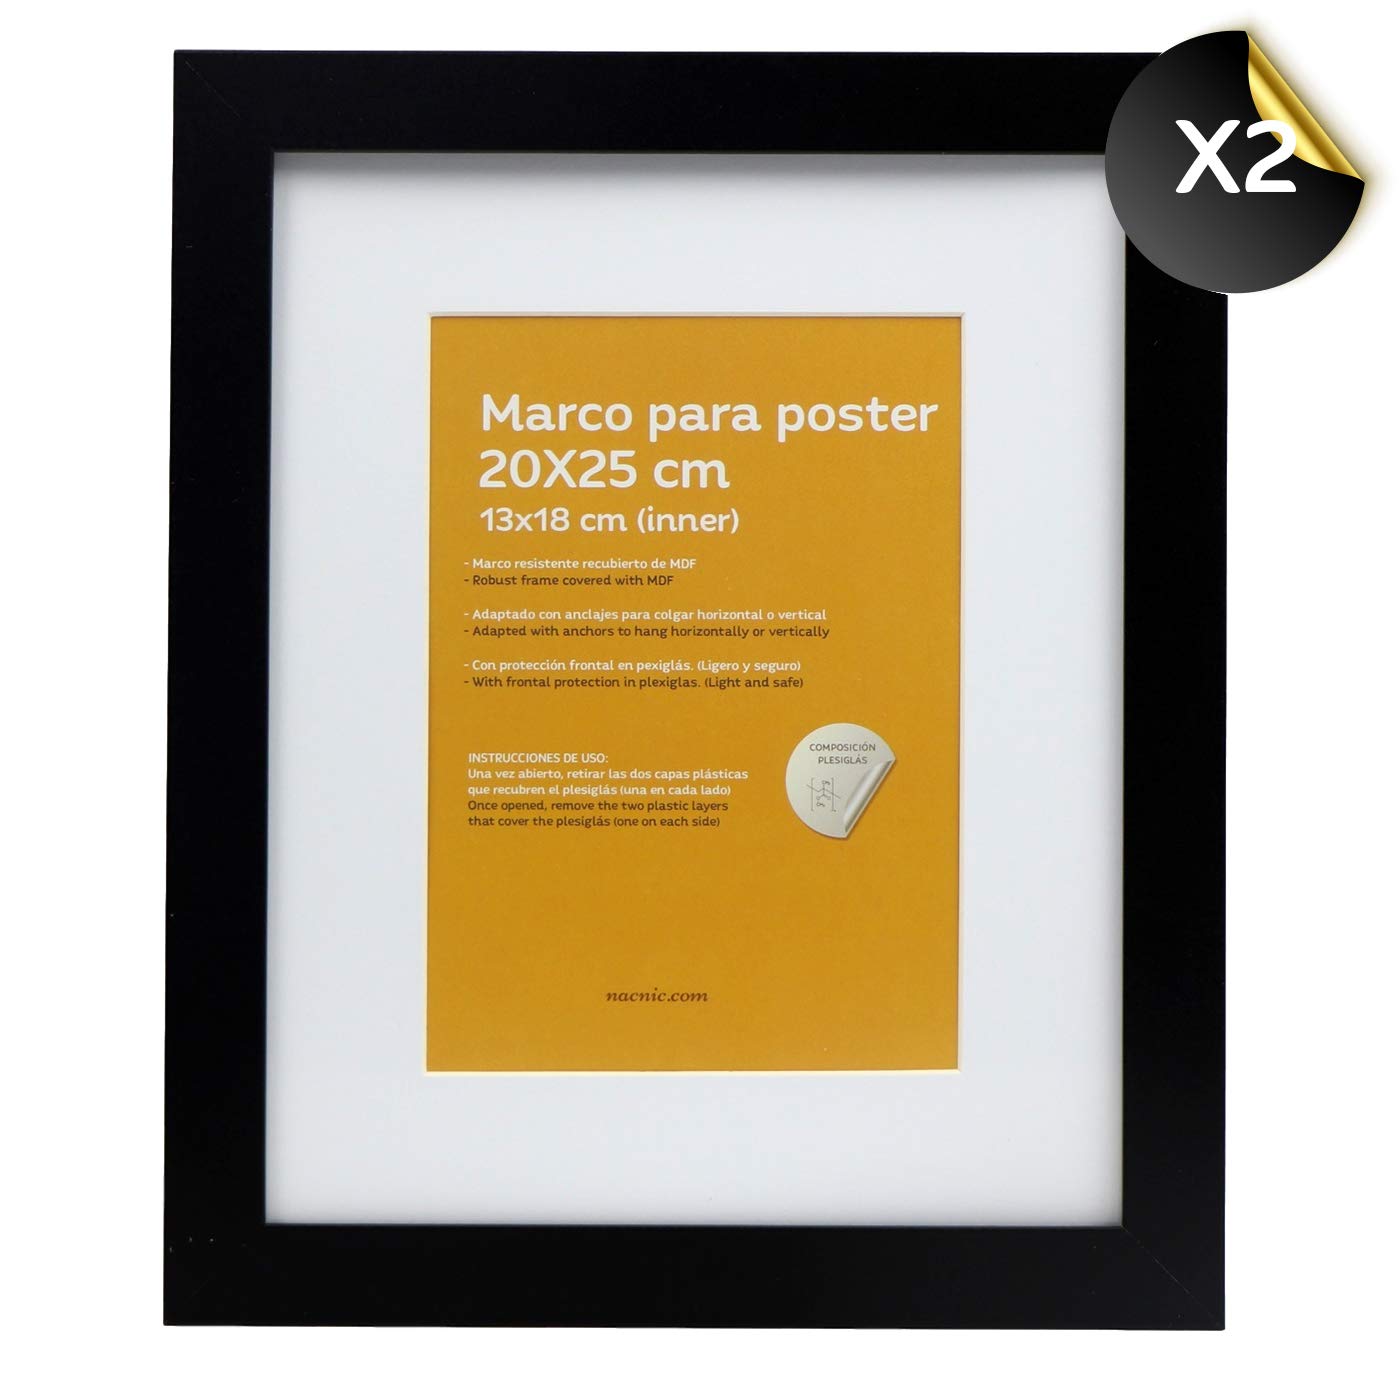 X2
Marco para poster
20X25 cm
13x18 cm (inner)
- Marco resistente recubierto de MDF
- Robust frame covered with MDF
- Adaptado con anclajes para colgar horizontal o vertical
- Adapted with anchors to hang horizontally or vertically
- Con protección frontal en pexiglás. (Ligero y seguro)
- With frontal protection in plexiglas. (Light and safe)
COMPOSICIÓN
PLESIGLÁS
INSTRUCCIONES DE USO:
Una vez abierto, retirar las dos capas plásticas
que recubren el plesiglás (una en cada lado)
Once opened, remove the two plastic layers
that cover the plesiglás (one on each side)
nacnic.com